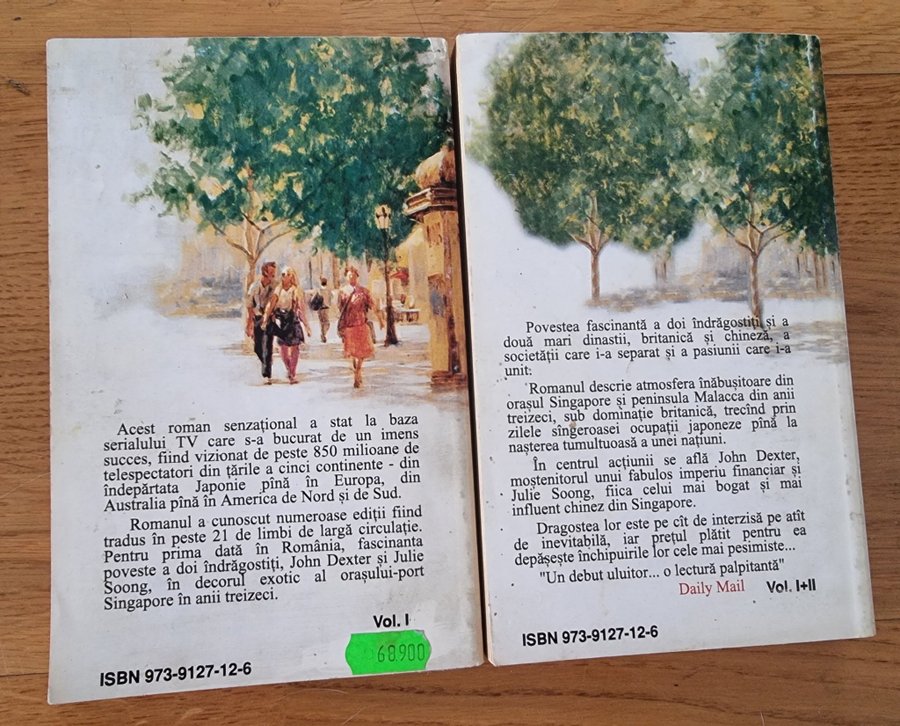 Acest roman senzațional a stat la baza
serialului TV care s-a bucurat de un imens
succes, fiind vizionat de peste 850 milioane de
telespectatori din țările a cinci continente - din
îndepărtata Japonie pînă în Europa, din
Australia pînă în America de Nord și de Sud.
Romanul a cunoscut numeroase ediții fiind
tradus în peste 21 de limbi de largă circulație.
Pentru prima dată în România, fascinanta
poveste a doi îndrăgostiți, John Dexter și Julie
Soong, în decorul exotic al orașului-port
Singapore în anii treizeci.
Vol. I
68.900
ISBN 973-9127-12-6
Povestea fascinantă a doi îndrăgostiți și a
două mari dinastii, britanică și chineză, a
societății care i-a separat și a pasiunii care i-a
unit:
Romanul descrie atmosfera înăbușitoare din
orașul Singapore și peninsula Malacca din anii
treizeci, sub dominație britanică, trecînd prin
zilele sîngeroasei ocupații japoneze pînă la
nașterea tumultuoasă a unei națiuni.
În centrul acțiunii se află John Dexter,
moștenitorul unui fabulos imperiu financiar și
Julie Soong, fiica celui mai bogat și mai
influent chinez din Singapore.
Dragostea lor este pe cît de interzisă pe atît
de inevitabilă, iar prețul plătit pentru ea
depășește închipuirile lor cele mai pesimiste...
"Un debut uluitor... o lectură palpitantă"
Daily Mail Vol. I+II
ISBN 973-9127-12-6